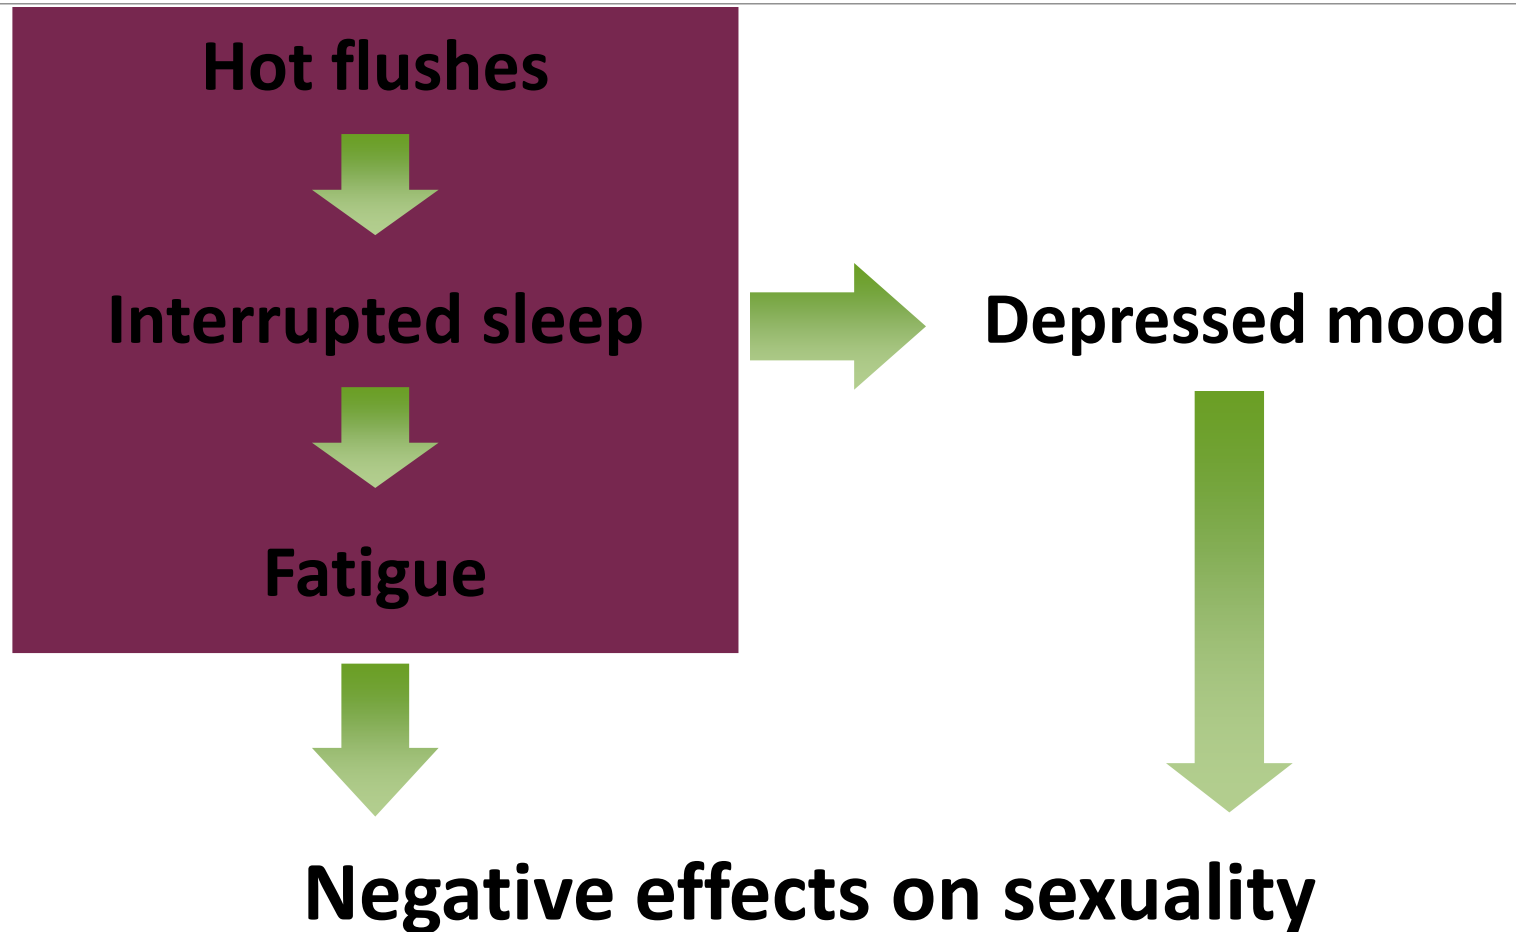 Hot flushes
Interrupted sleep
Depressed mood
Fatigue
Negative effects on sexuality